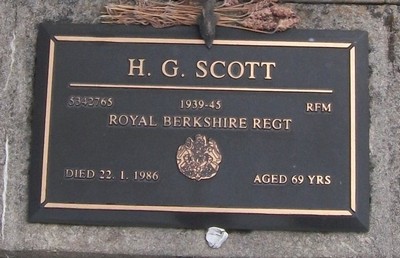 H. G. SCOTT
5342765 1939-45 RFM
ROYAL BERKSHIRE REGT
DIED 22. 1. 1986 AGED 69 YRS